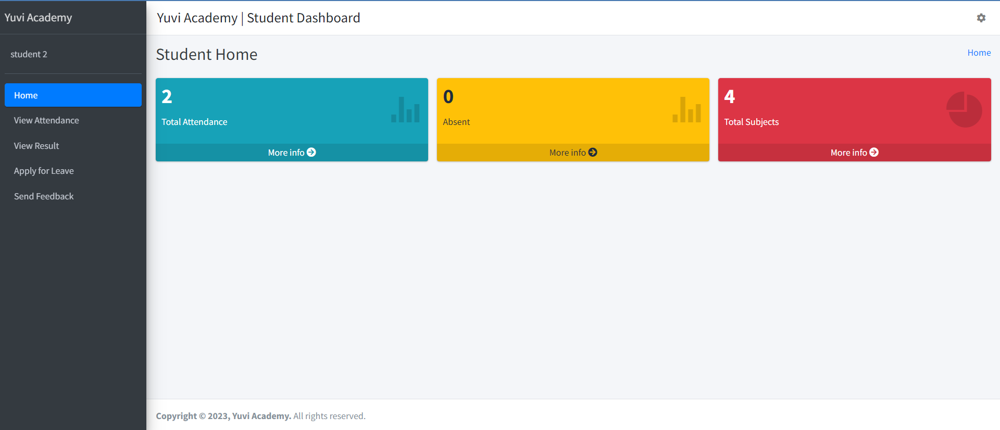 Yuvi Academy
student 2
Home
View Attendance
View Result
Apply for Leave
Send Feedback
Yuvi Academy | Student Dashboard
Student Home
Home
2
Total Attendance
More info
0
Absent
More info
4
Total Subjects
More info
Copyright © 2023, Yuvi Academy. All rights reserved.